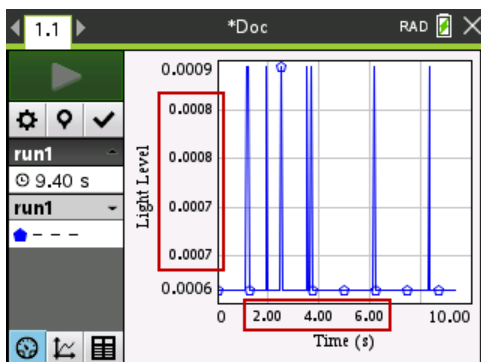 1.1 *Doc RAD
run1
9.40 s
run1
0.0009
0.0008
0.0008
0.0007
0.0007
0.0006
Light Level
0 2.00 4.00 6.00 10.00
Time (s)